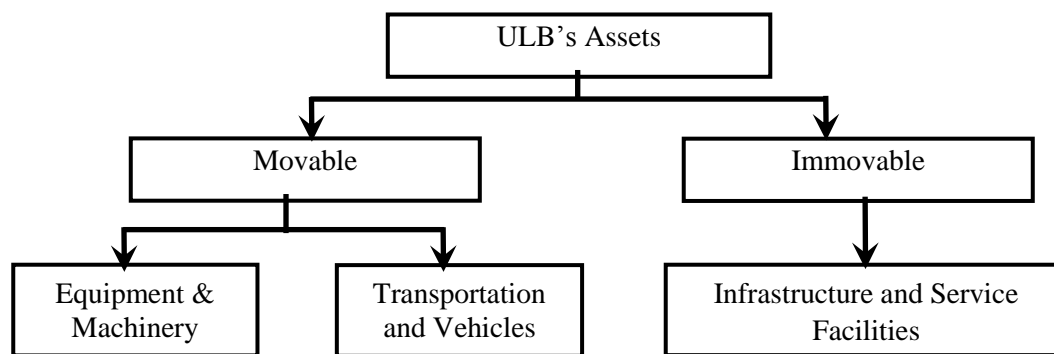 ULB’s Assets
Movable
Immovable
Equipment &
Machinery
Transportation
and Vehicles
Infrastructure and Service
Facilities